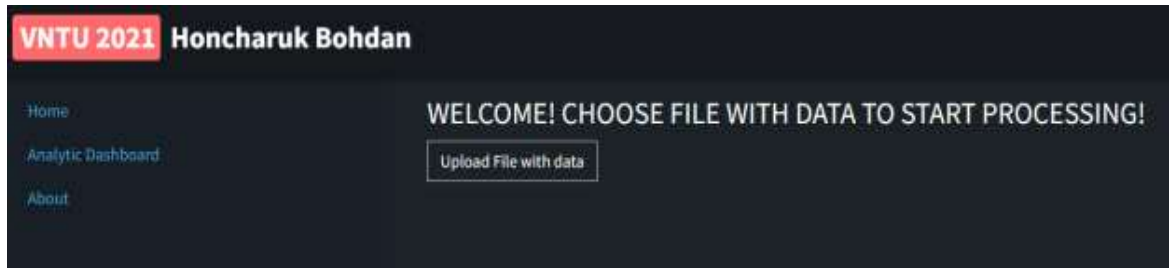 VNTU 2021 Honcharuk Bohdan
Home
Analytic Dashboard
About
WELCOME! CHOOSE FILE WITH DATA TO START PROCESSING!
Upload File with data